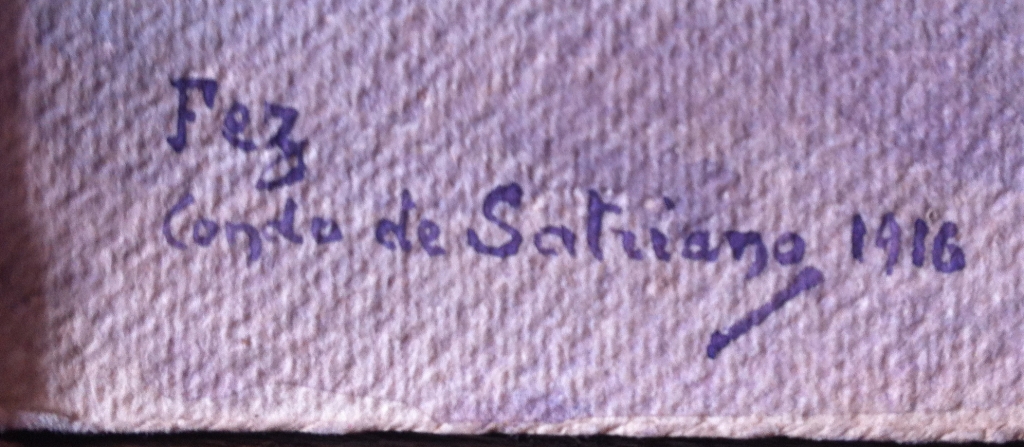 Fez
Conde de Satriano 1916